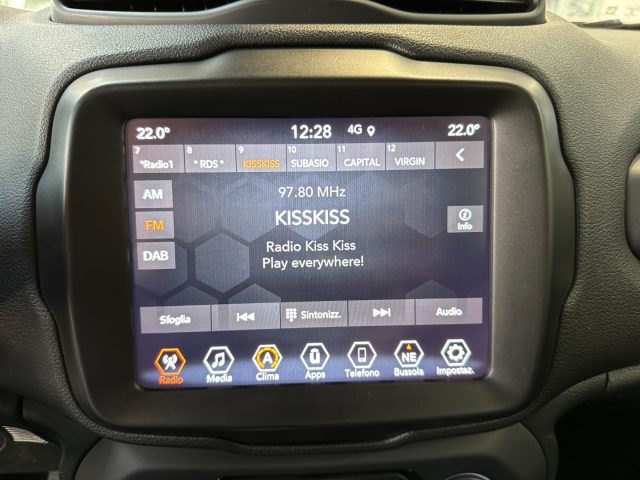 22.0° 12:28 4G 22.0°
7 8 9 10 11 12
"Radio1 "RDS" KISSKISS SUBASIO CAPITAL VIRGIN
AM
97.80 MHz
FM
KISSKISS
Info
DAB
Radio Kiss Kiss
Play everywhere!
Sfoglia Sintonizz. Audio
A NE
Radio Media Clima Apps Telefono Bussola Impostaz.